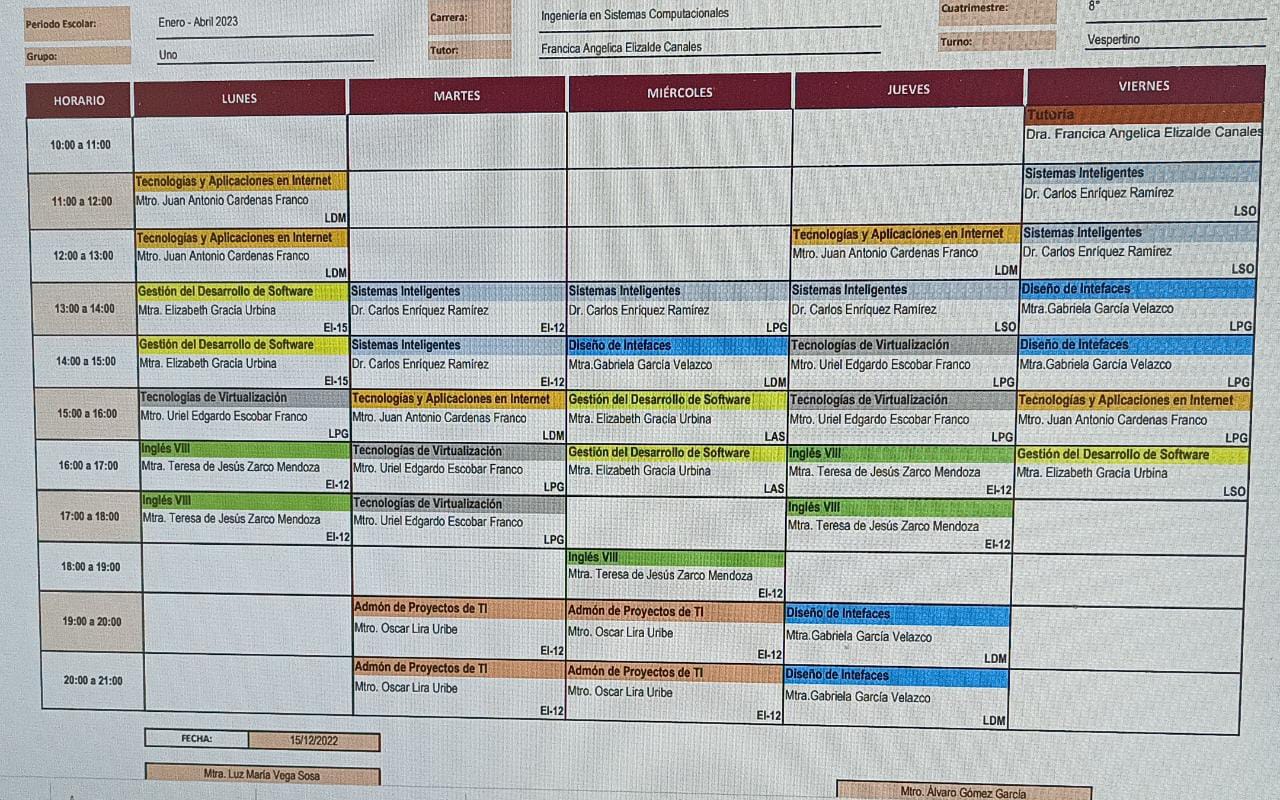 Periodo Escolar: Enero - Abril 2023 Carrera: Ingeniería en Sistemas Computacionales Cuatrimestre: 8°
Grupo: Uno Tutor: Francica Angelica Elizalde Canales Turno: Vespertino
HORARIO LUNES MARTES MIÉRCOLES JUEVES VIERNES
10:00 a 11:00
Tutoría
Dra. Francica Angelica Elizalde Canales
11:00 a 12:00
Tecnologías y Aplicaciones en Internet
Mtro. Juan Antonio Cardenas Franco
LDM
Sistemas Inteligentes
Dr. Carlos Enríquez Ramírez
LSO
12:00 a 13:00
Tecnologías y Aplicaciones en Internet
Mtro. Juan Antonio Cardenas Franco
LDM
Tecnologías y Aplicaciones en Internet
Mtro. Juan Antonio Cardenas Franco
LDM
Sistemas Inteligentes
Dr. Carlos Enríquez Ramírez
LSO
13:00 a 14:00
Gestión del Desarrollo de Software
Mtra. Elizabeth Gracia Urbina
EI-15
Sistemas Inteligentes
Dr. Carlos Enríquez Ramírez
EI-12
Sistemas Inteligentes
Dr. Carlos Enríquez Ramírez
LPG
Sistemas Inteligentes
Dr. Carlos Enríquez Ramírez
LSO
Diseño de Intefaces
Mtra.Gabriela García Velazco
LPG
14:00 a 15:00
Gestión del Desarrollo de Software
Mtra. Elizabeth Gracia Urbina
EI-15
Sistemas Inteligentes
Dr. Carlos Enríquez Ramírez
EI-12
Diseño de Intefaces
Mtra.Gabriela García Velazco
LDM
Tecnologías de Virtualización
Mtro. Uriel Edgardo Escobar Franco
LPG
Diseño de Intefaces
Mtra.Gabriela García Velazco
LPG
15:00 a 16:00
Tecnologías de Virtualización
Mtro. Uriel Edgardo Escobar Franco
LPG
Tecnologías y Aplicaciones en Internet
Mtro. Juan Antonio Cardenas Franco
LDM
Gestión del Desarrollo de Software
Mtra. Elizabeth Gracia Urbina
LAS
Tecnologías de Virtualización
Mtro. Uriel Edgardo Escobar Franco
LPG
Tecnologías y Aplicaciones en Internet
Mtro. Juan Antonio Cardenas Franco
LPG
16:00 a 17:00
Inglés VIII
Mtra. Teresa de Jesús Zarco Mendoza
EI-12
Tecnologías de Virtualización
Mtro. Uriel Edgardo Escobar Franco
LPG
Gestión del Desarrollo de Software
Mtra. Elizabeth Gracia Urbina
LAS
Inglés VIII
Mtra. Teresa de Jesús Zarco Mendoza
EI-12
Gestión del Desarrollo de Software
Mtra. Elizabeth Gracia Urbina
LSO
17:00 a 18:00
Inglés VIII
Mtra. Teresa de Jesús Zarco Mendoza
EI-12
Tecnologías de Virtualización
Mtro. Uriel Edgardo Escobar Franco
LPG
Inglés VIII
Mtra. Teresa de Jesús Zarco Mendoza
EI-12
18:00 a 19:00
Inglés VIII
Mtra. Teresa de Jesús Zarco Mendoza
EI-12
19:00 a 20:00
Admón de Proyectos de TI
Mtro. Oscar Lira Uribe
EI-12
Admón de Proyectos de TI
Mtro. Oscar Lira Uribe
EI-12
Diseño de Intefaces
Mtra.Gabriela García Velazco
LDM
20:00 a 21:00
Admón de Proyectos de TI
Mtro. Oscar Lira Uribe
EI-12
Admón de Proyectos de TI
Mtro. Oscar Lira Uribe
EI-12
Diseño de Intefaces
Mtra.Gabriela García Velazco
LDM
FECHA: 15/12/2022
Mtra. Luz María Vega Sosa
Mtro. Álvaro Gómez García